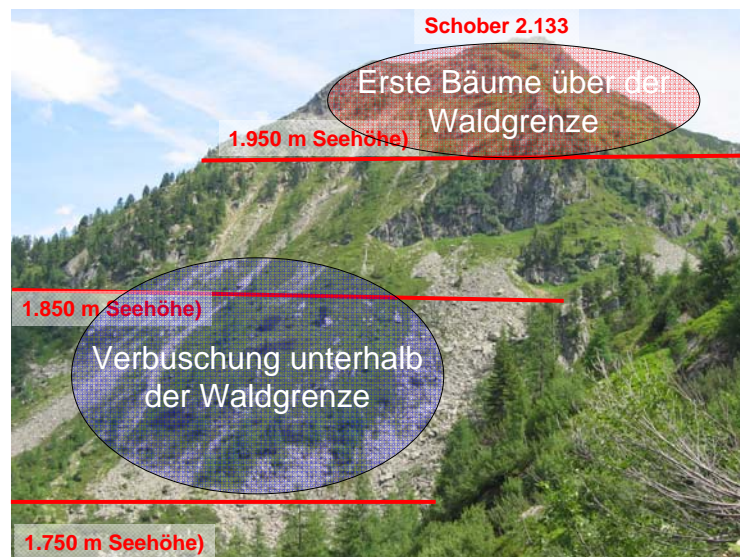 Schober 2.133
Erste Bäume über der
Waldgrenze
1.950 m Seehöhe)
1.850 m Seehöhe)
Verbuschung unterhalb
der Waldgrenze
1.750 m Seehöhe)